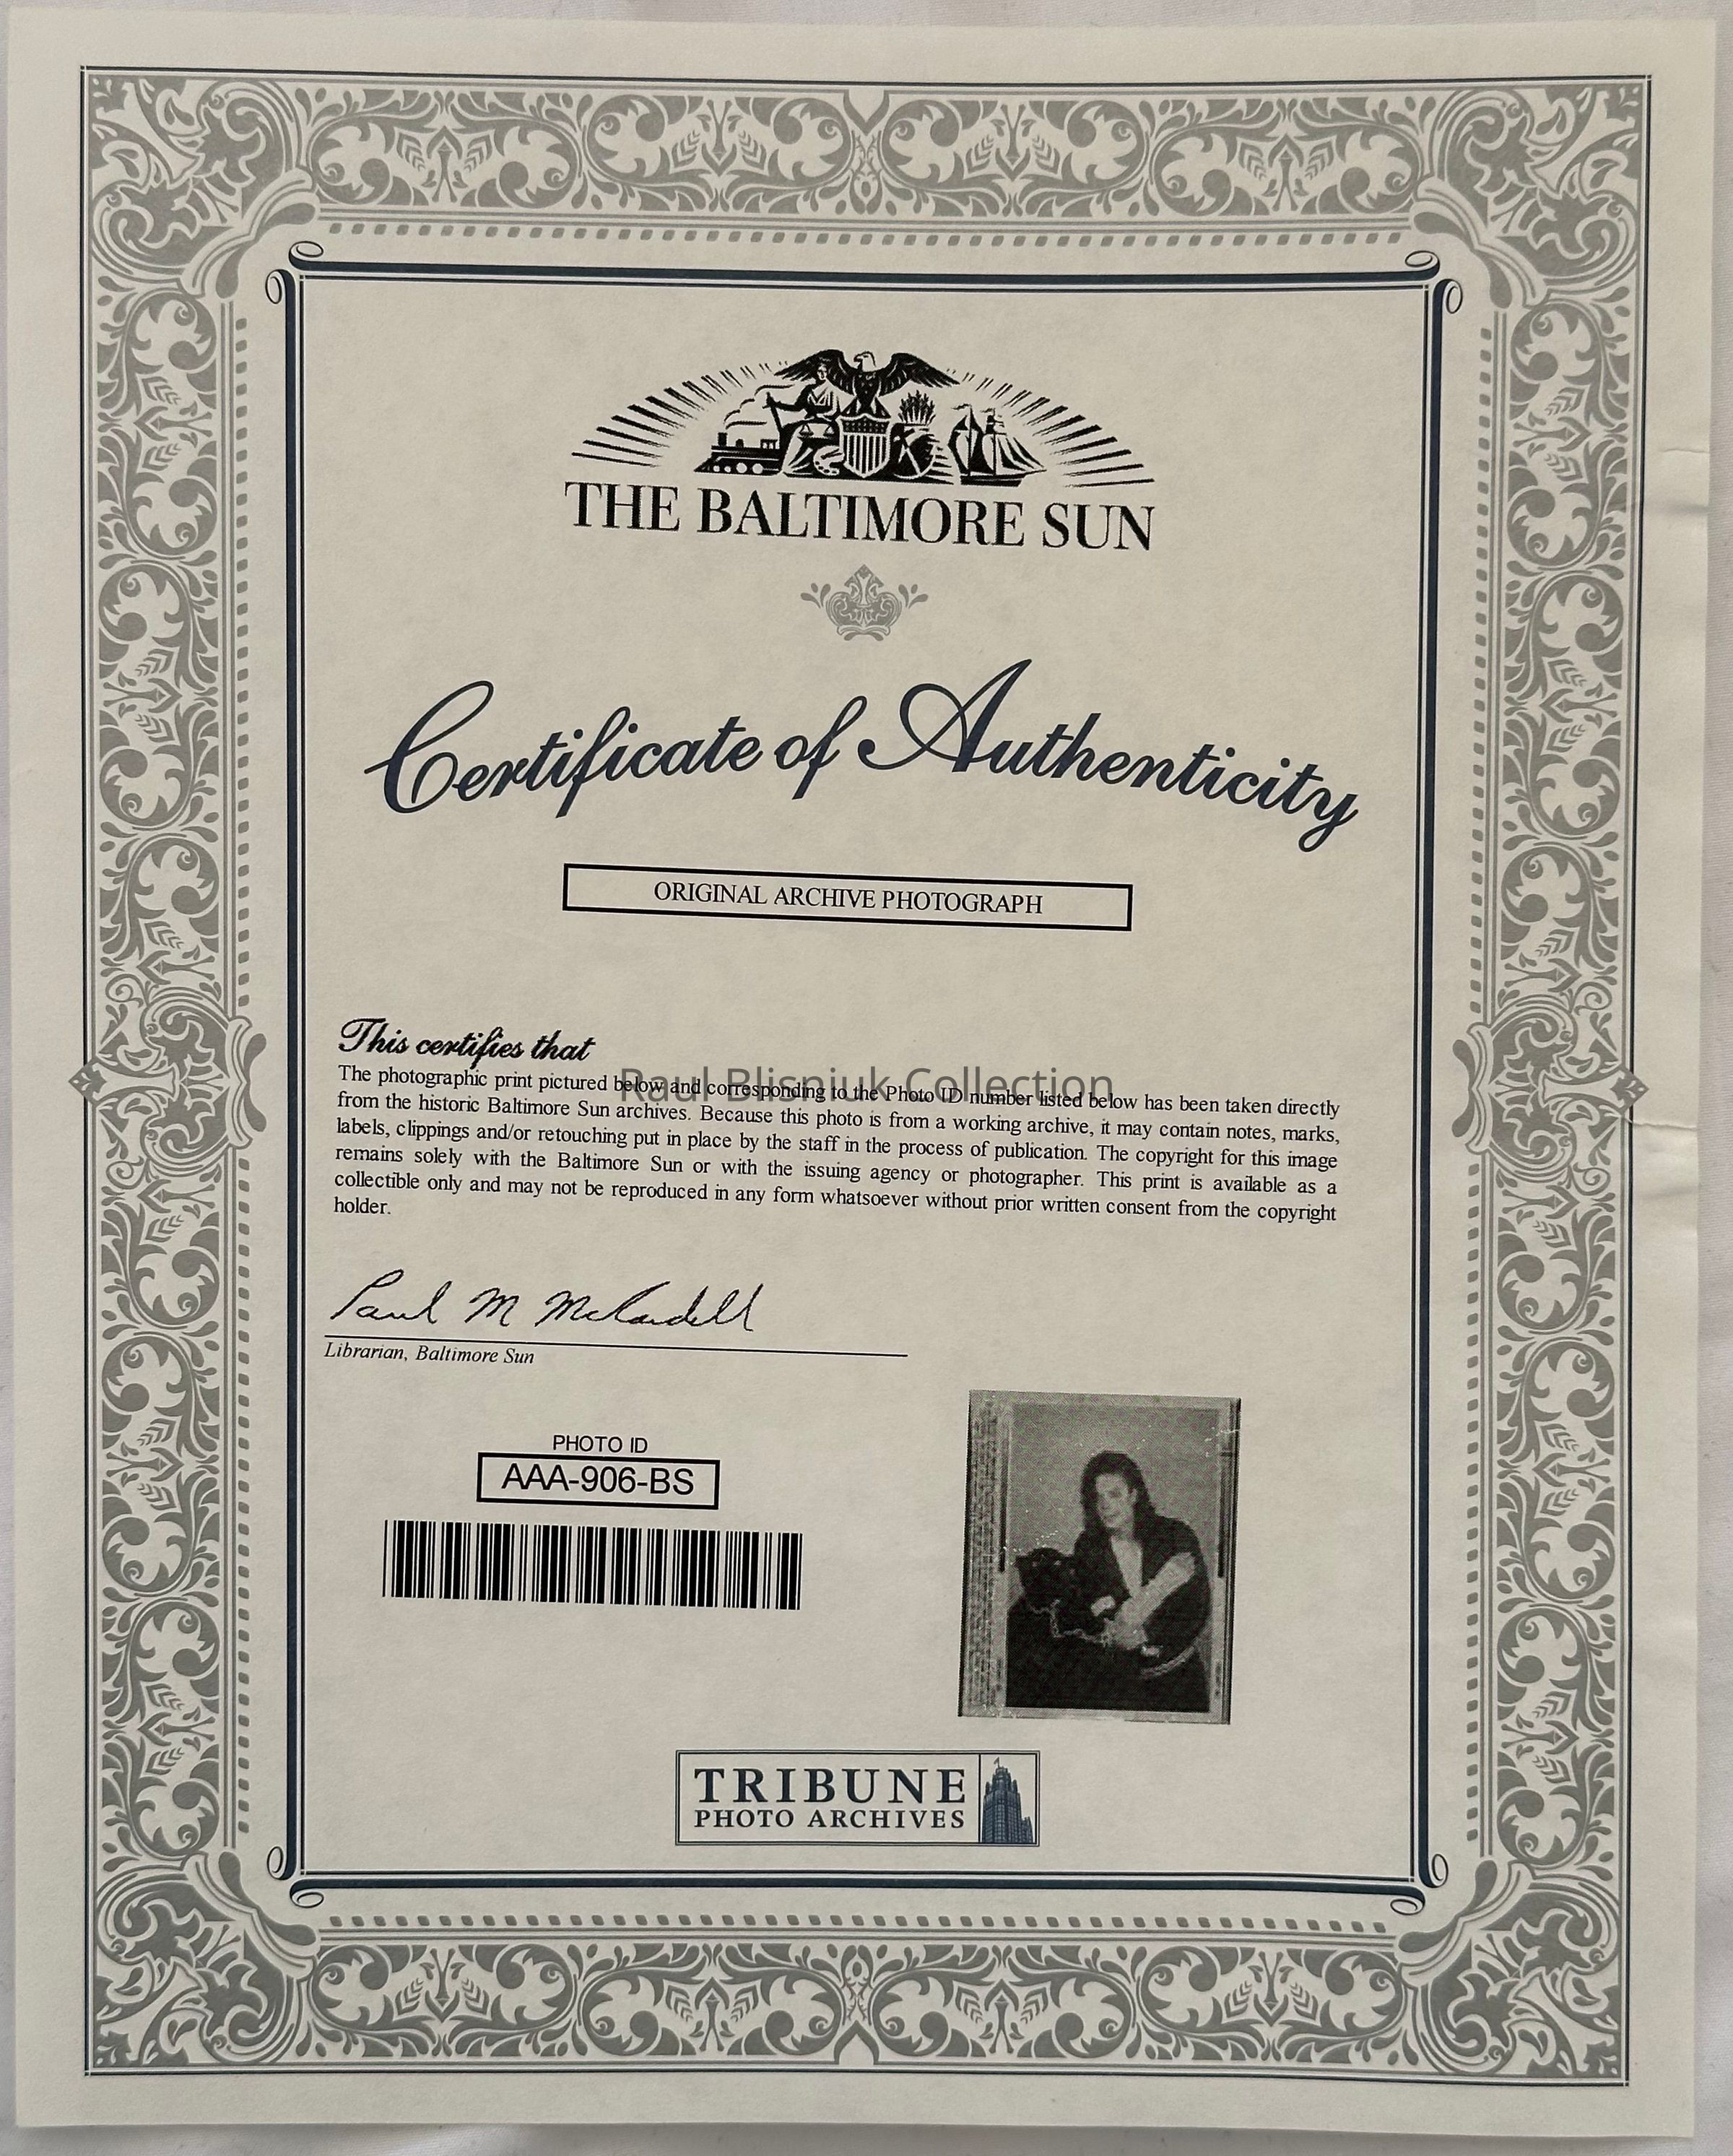 THE BALTIMORE SUN
Certificate of Authenticity
ORIGINAL ARCHIVE PHOTOGRAPH
This certifies that
Raul Blisniuk Collection
The photographic print pictured below and corresponding to the Photo ID number listed below has been taken directly
from the historic Baltimore Sun archives. Because this photo is from a working archive, it may contain notes, marks,
labels, clippings and/or retouching put in place by the staff in the process of publication. The copyright for this image
remains solely with the Baltimore Sun or with the issuing agency or photographer. This print is available as a
collectible only and may not be reproduced in any form whatsoever without prior written consent from the copyright
holder.
Paul M McCardell
Librarian, Baltimore Sun
PHOTO ID
AAA-906-BS
TRIBUNE
PHOTO ARCHIVES